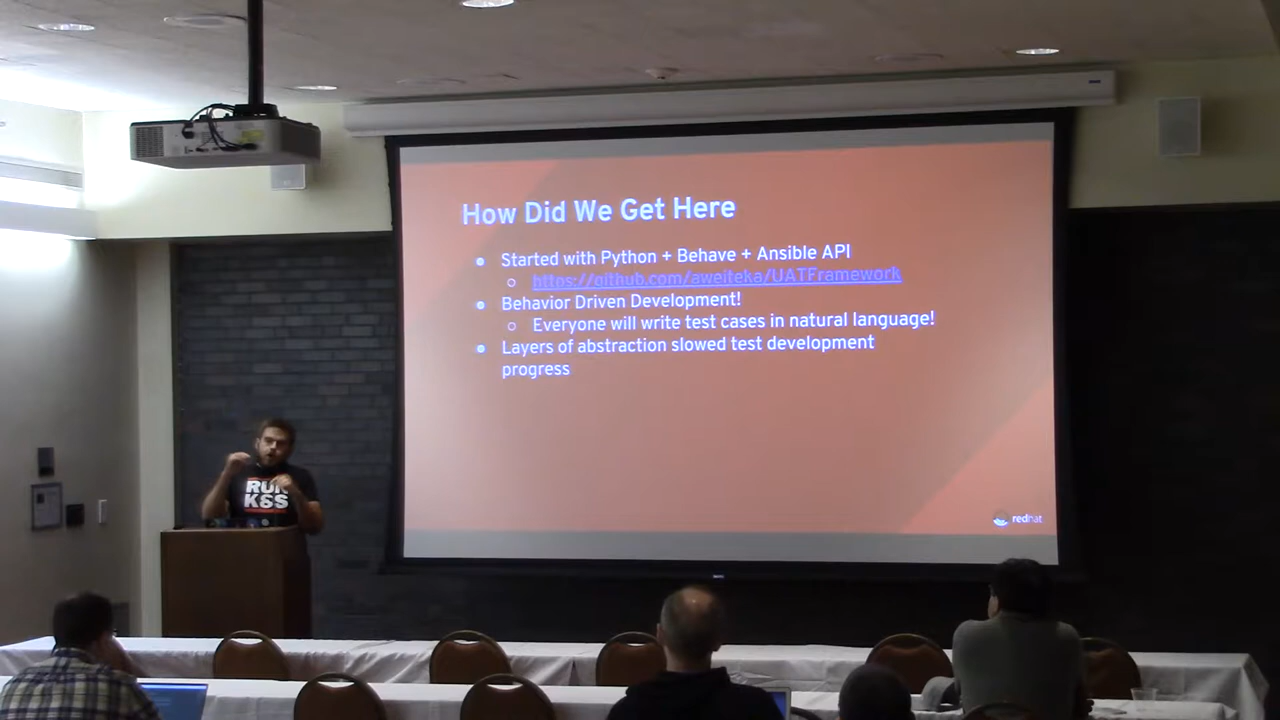 How Did We Get Here
Started with Python + Behave + Ansible API
https://github.com/aweiteka/UATFramework
Behavior Driven Development!
Everyone will write test cases in natural language!
Layers of abstraction slowed test development
progress
redhat
RUN
K8S